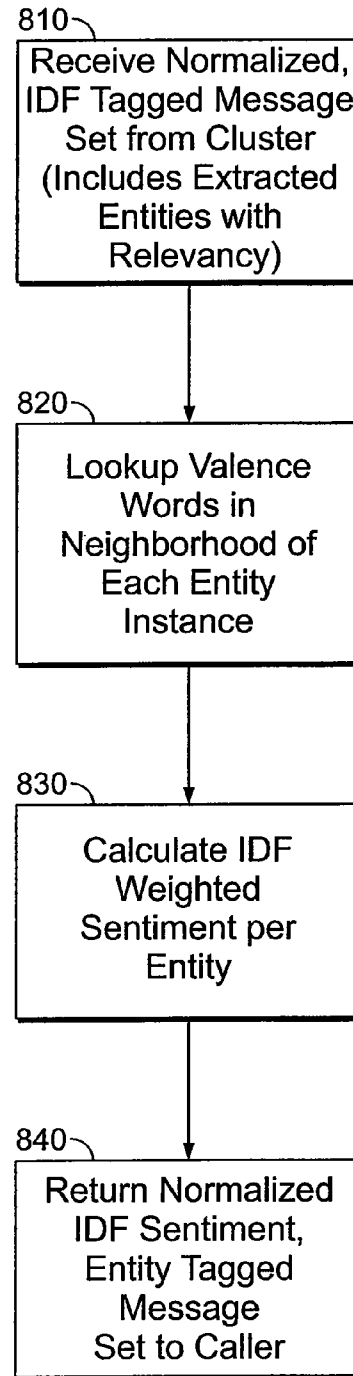 810
Receive Normalized,
IDF Tagged Message
Set from Cluster
(Includes Extracted
Entities with
Relevancy)
820
Lookup Valence
Words in
Neighborhood of
Each Entity
Instance
830
Calculate IDF
Weighted
Sentiment per
Entity
840
Return Normalized
IDF Sentiment,
Entity Tagged
Message
Set to Caller